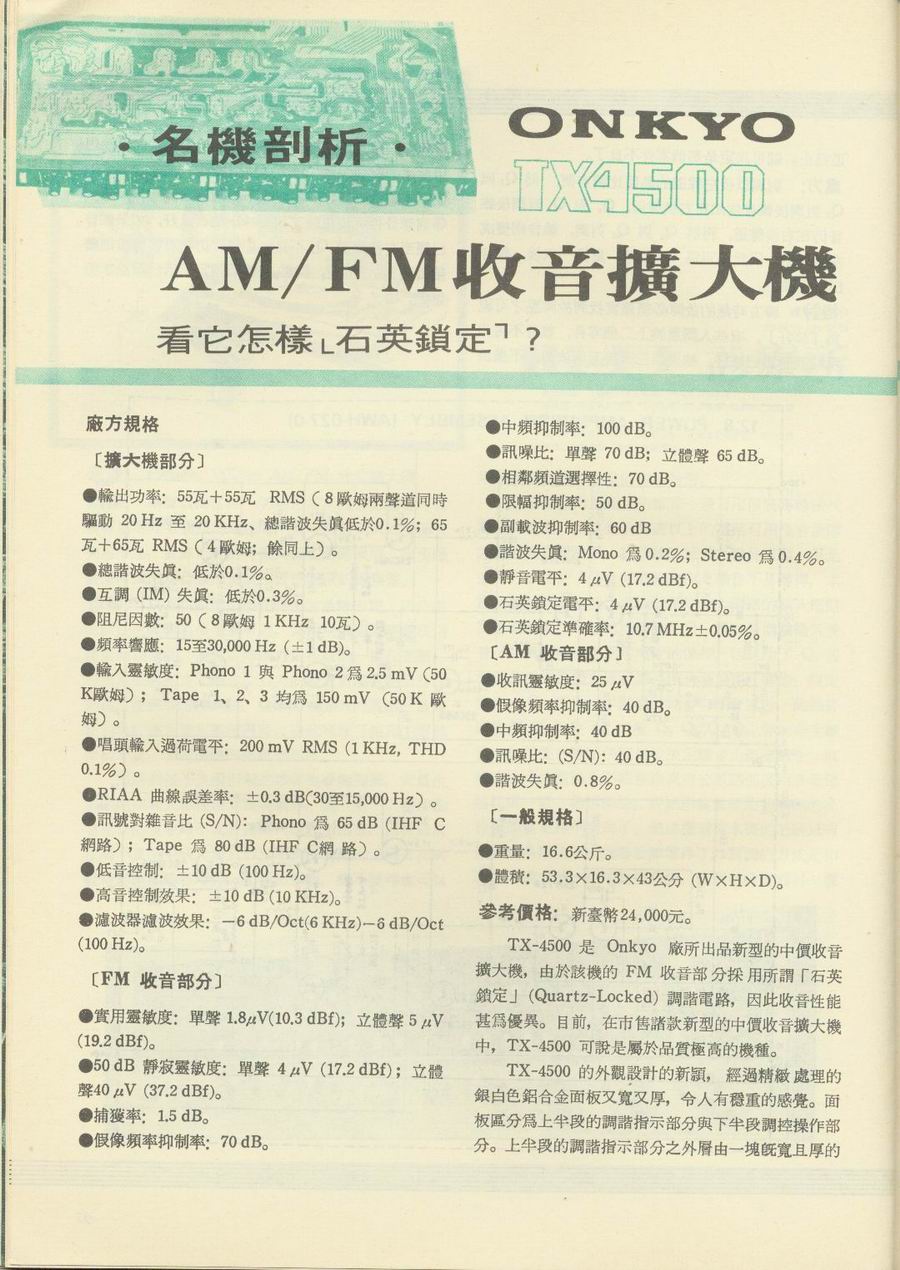 ・名機剖析・
ONKYO
TX4500
AM/FM收音擴大機
看它怎樣「石英鎖定」?
廠方規格
〔擴大機部分〕
●輸出功率: 55瓦+55瓦 RMS (8歐姆兩聲道同時
驅動 20Hz 至 20KHz、總諧波失眞低於0.1%; 65
瓦+65瓦 RMS (4歐姆; 餘同上)。
●總諧波失眞: 低於0.1%。
●互調 (IM) 失眞: 低於0.3%。
●阻尼因數: 50 (8歐姆 1KHz 10瓦)。
●頻率響應: 15至30,000 Hz (±1 dB)。
●輸入靈敏度: Phono 1 與 Phono 2 爲 2.5 mV (50
K歐姆); Tape 1、2、3 均爲 150 mV (50 K 歐
姆)。
●唱頭輸入過荷電平: 200 mV RMS (1 KHz, THD
0.1%)。
●RIAA 曲線誤差率: ±0.3 dB(30至15,000 Hz)。
●訊號對雜音比 (S/N): Phono 爲 65 dB (IHF C
網路); Tape 爲 80 dB (IHF C網 路)。
●低音控制: ±10 dB (100 Hz)。
●高音控制效果: ±10 dB (10 KHz)。
●濾波器濾波效果: −6 dB/Oct(6 KHz)−6 dB/Oct
(100 Hz)。
〔FM 收音部分〕
●實用靈敏度: 單聲 1.8μV(10.3 dBf); 立體聲 5 μV
(19.2 dBf)。
●50 dB 靜寂靈敏度: 單聲 4 μV (17.2 dBf); 立體
聲40 μV (37.2 dBf)。
●捕獲率: 1.5 dB。
●假像頻率抑制率: 70 dB。
●中頻抑制率: 100 dB。
●訊噪比: 單聲 70 dB; 立體聲 65 dB。
●相鄰頻道選擇性: 70 dB。
●限幅抑制率: 50 dB。
●副載波抑制率: 60 dB
●諧波失眞: Mono 爲 0.2%; Stereo 爲 0.4%。
●靜音電平: 4 μV (17.2 dBf)。
●石英鎖定電平: 4 μV (17.2 dBf)。
●石英鎖定準確率: 10.7 MHz±0.05%。
〔AM 收音部分〕
●收訊靈敏度: 25 μV
●假像頻率抑制率: 40 dB。
●中頻抑制率: 40 dB
●訊噪比: (S/N): 40 dB。
●諧波失眞: 0.8%。
〔一般規格〕
●重量: 16.6公斤。
●體積: 53.3×16.3×43公分 (W×H×D)。
參考價格: 新臺幣24,000元。
TX-4500 是 Onkyo 廠所出品新型的中價收音
擴大機, 由於該機的 FM 收音部分採用所謂「石英
鎖定」(Quartz-Locked) 調諧電路, 因此收音性能
甚爲優異。目前, 在市售諸款新型的中價收音擴大機
中, TX-4500 可說是屬於品質極高的機種。
TX-4500 的外觀設計的新頴, 經過精緻處理的
銀白色鋁合金面板又寬又厚, 令人有穩重的感覺。面
板區分爲上半段的調諧指示部分與下半段調控操作部
分。上半段的調諧指示部分之外層由一塊旣寬且厚的